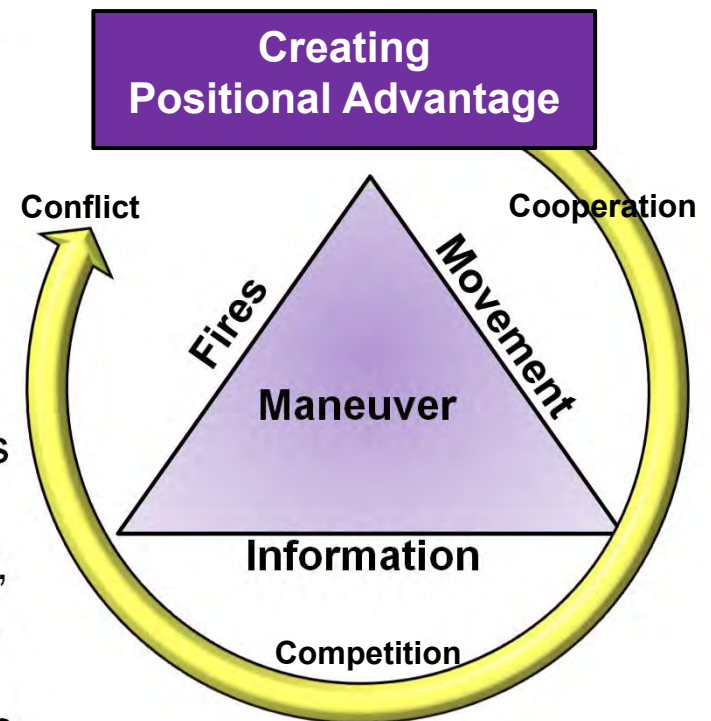 Creating
Positional Advantage
Conflict
Cooperation
Fires
Movement
Maneuver
Information
Competition
s
,